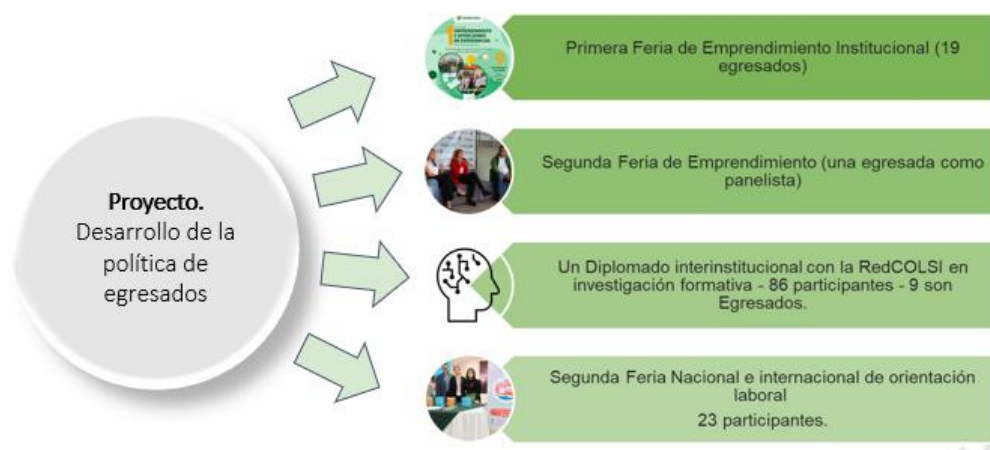 Proyecto.
Desarrollo de la
política de
egresados
EMPRENDIMIENTO
Primera Feria de Emprendimiento Institucional (19
egresados)
Segunda Feria de Emprendimiento (una egresada como
panelista)
Un Diplomado interinstitucional con la RedCOLSI en
investigación formativa - 86 participantes - 9 son
Egresados.
Segunda Feria Nacional e internacional de orientación
laboral
23 participantes.